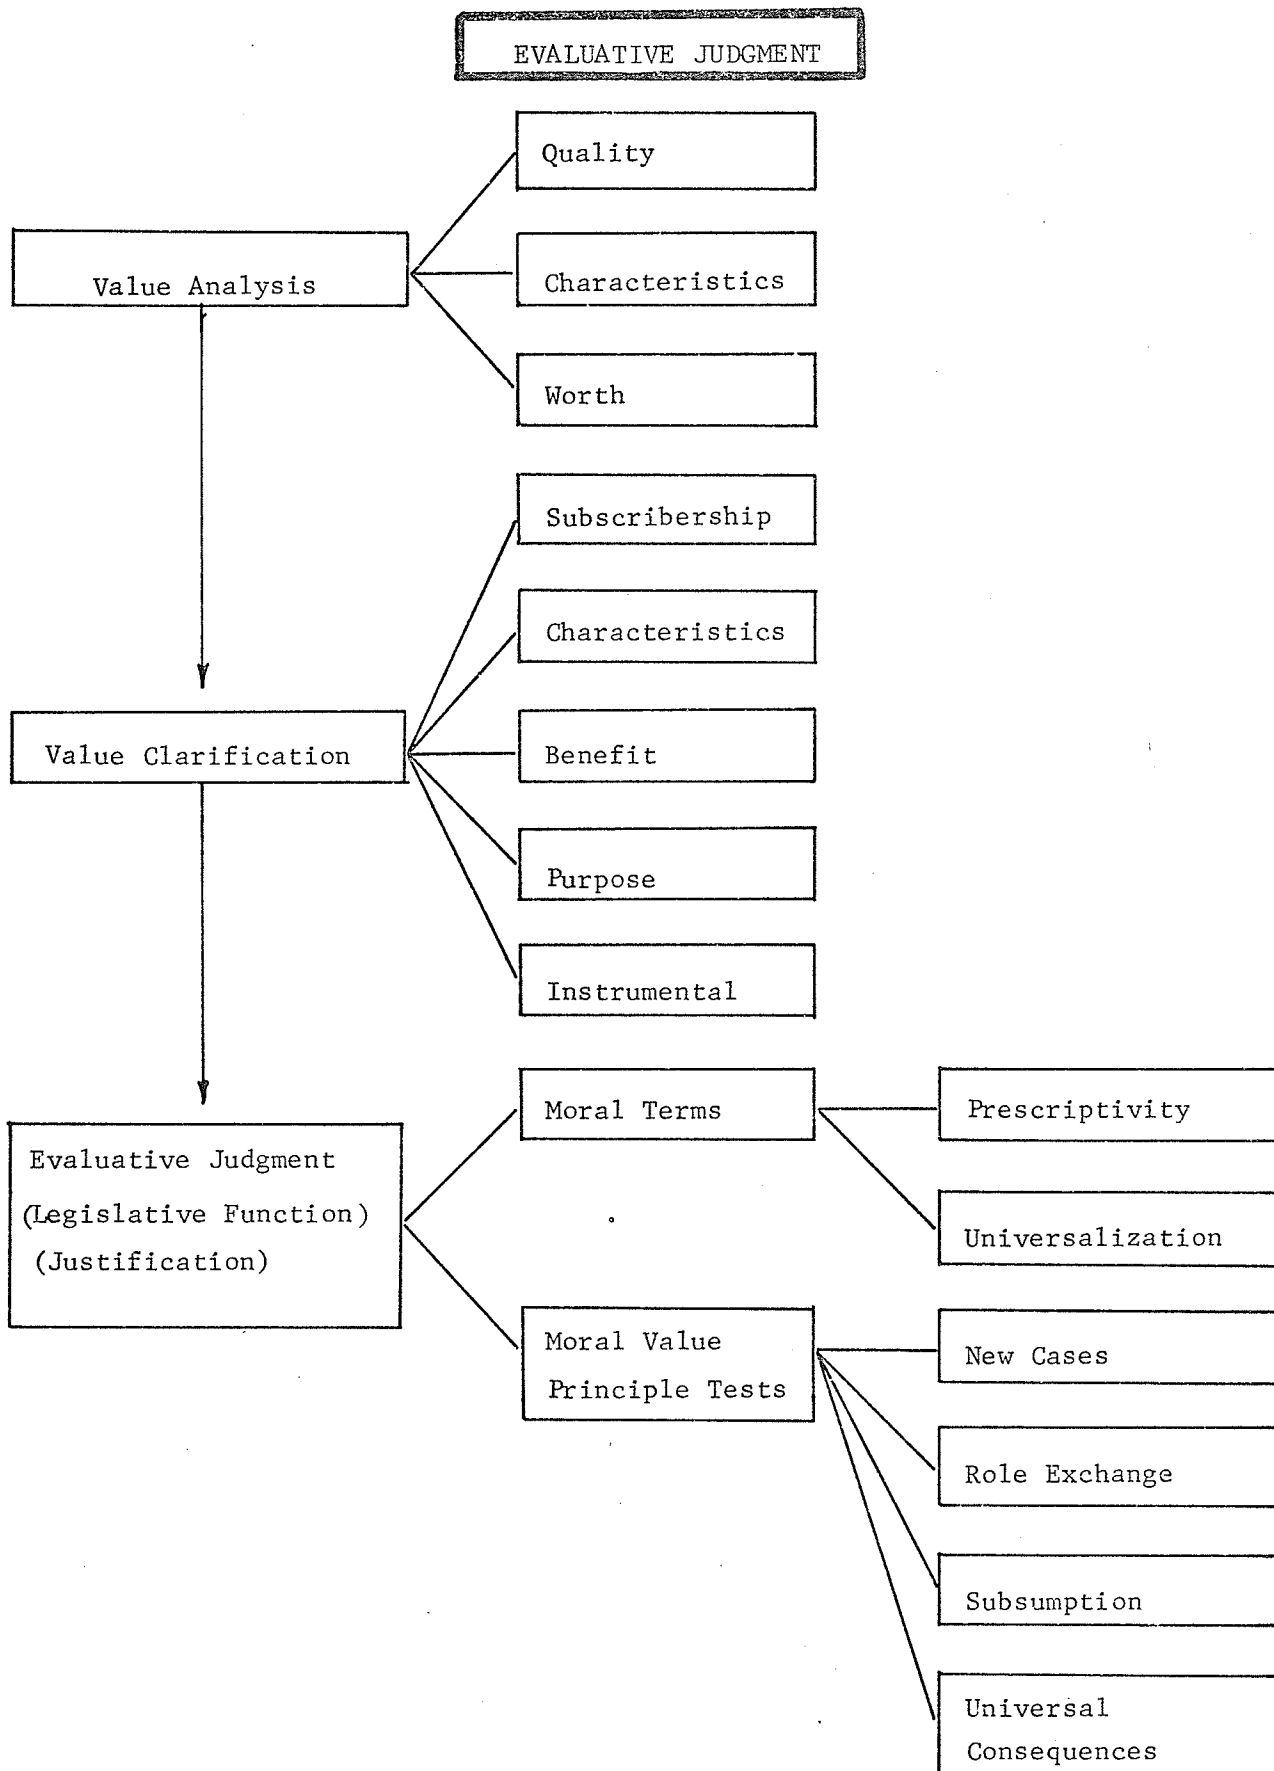 EVALUATIVE JUDGMENT
Value Analysis
Quality
Characteristics
Worth
Value Clarification
Subscribership
Characteristics
Benefit
Purpose
Instrumental
Evaluative Judgment
(Legislative Function)
(Justification)
Moral Terms
Prescriptivity
Universalization
Moral Value
Principle Tests
New Cases
Role Exchange
Subsumption
Universal
Consequences